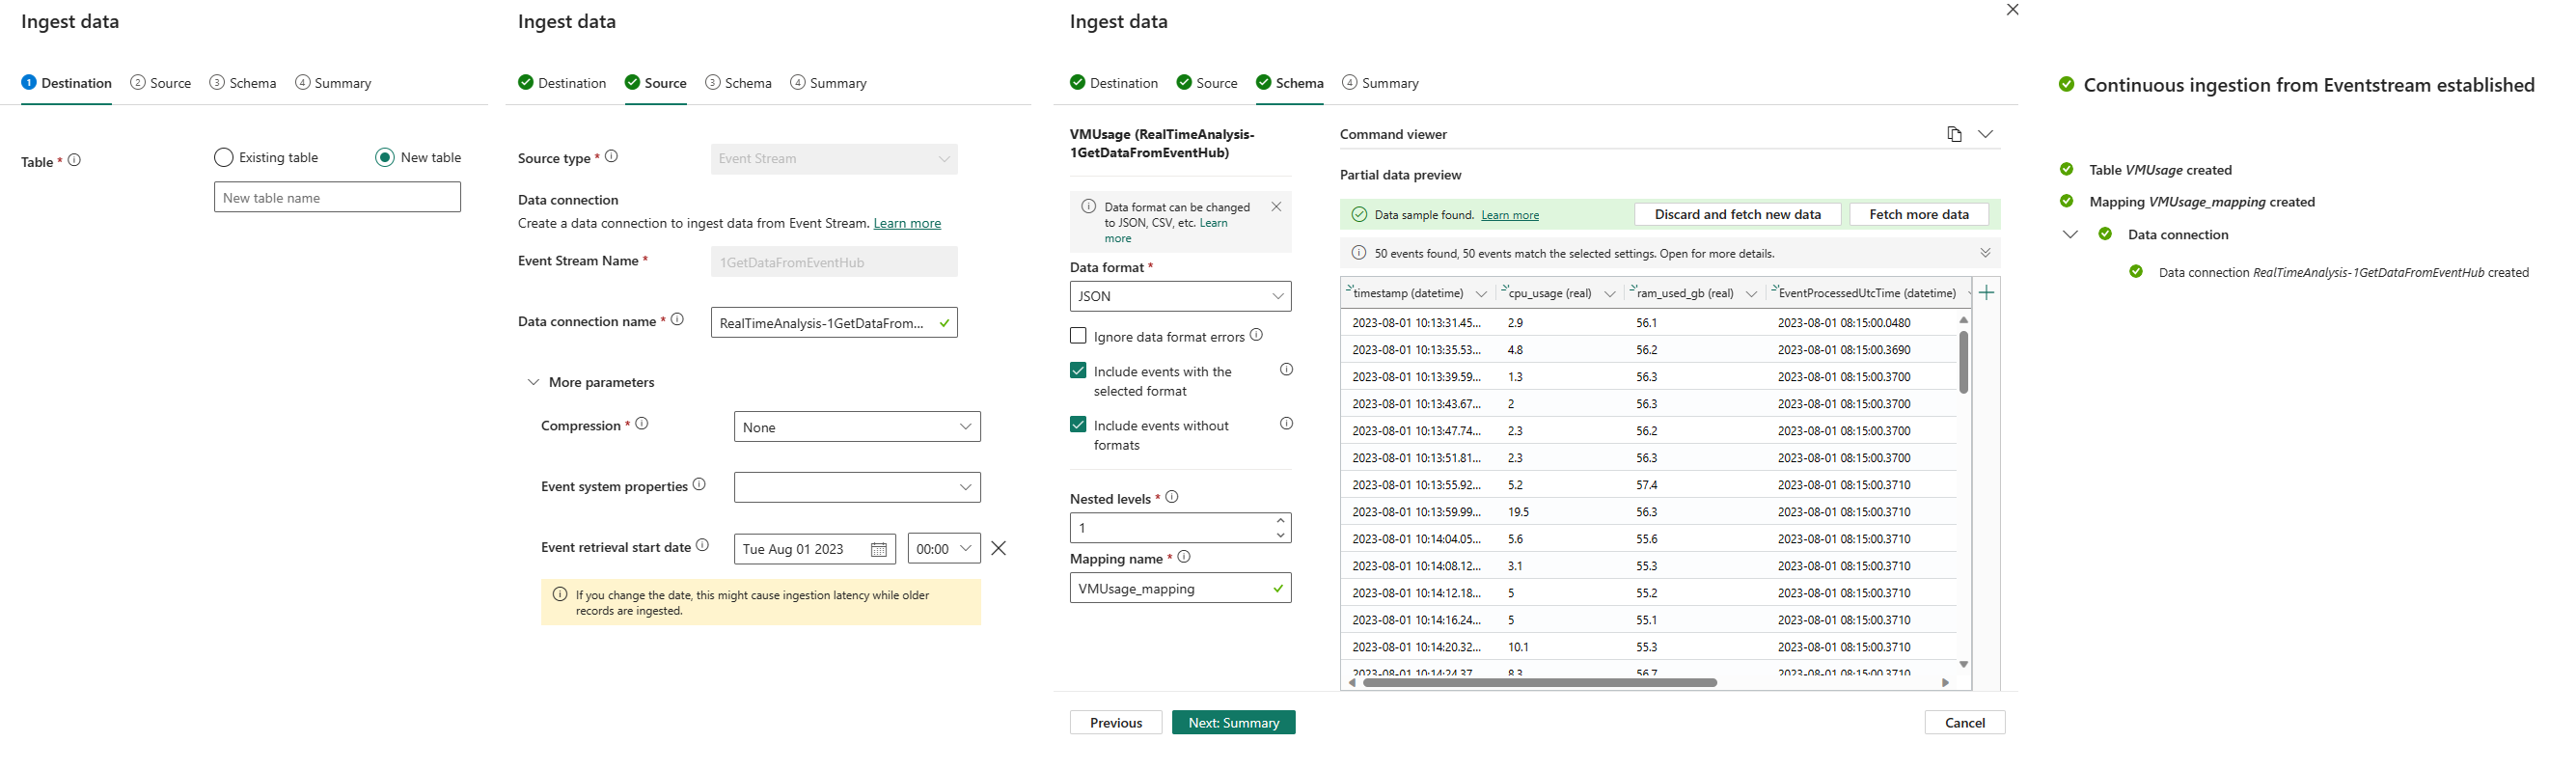 Ingest data
1 Destination 2 Source 3 Schema 4 Summary
Table * Existing table New table
New table name
Ingest data
Destination Source 3 Schema 4 Summary
Source type * Event Stream
Data connection
Create a data connection to ingest data from Event Stream. Learn more
Event Stream Name * 1GetDataFromEventHub
Data connection name * RealTimeAnalysis-1GetDataFrom...
More parameters
Compression * None
Event system properties
Event retrieval start date Tue Aug 01 2023 00:00
If you change the date, this might cause ingestion latency while older
records are ingested.
Ingest data
Destination Source Schema 4 Summary
VMUsage (RealTimeAnalysis-
1GetDataFromEventHub)
Data format can be changed
to JSON, CSV, etc. Learn
more
Data format *
JSON
Ignore data format errors
Include events with the
selected format
Include events without
formats
Nested levels *
1
Mapping name *
VMUsage_mapping
Command viewer
Partial data preview
Data sample found. Learn more Discard and fetch new data Fetch more data
50 events found, 50 events match the selected settings. Open for more details.
timestamp (datetime) cpu_usage (real) ram_used_gb (real) EventProcessedUtcTime (datetime)
2023-08-01 10:13:31.45... 2.9 56.1 2023-08-01 08:15:00.0480
2023-08-01 10:13:35.53... 4.8 56.2 2023-08-01 08:15:00.3690
2023-08-01 10:13:39.59... 1.3 56.3 2023-08-01 08:15:00.3700
2023-08-01 10:13:43.67... 2 56.3 2023-08-01 08:15:00.3700
2023-08-01 10:13:47.74... 2.3 56.2 2023-08-01 08:15:00.3700
2023-08-01 10:13:51.81... 2.3 56.3 2023-08-01 08:15:00.3700
2023-08-01 10:13:55.92... 5.2 57.4 2023-08-01 08:15:00.3710
2023-08-01 10:13:59.99... 19.5 56.3 2023-08-01 08:15:00.3710
2023-08-01 10:14:04.05... 5.6 55.6 2023-08-01 08:15:00.3710
2023-08-01 10:14:08.12... 3.1 55.3 2023-08-01 08:15:00.3710
2023-08-01 10:14:12.18... 5 55.2 2023-08-01 08:15:00.3710
2023-08-01 10:14:16.24... 5 55.1 2023-08-01 08:15:00.3710
2023-08-01 10:14:20.32... 10.1 55.3 2023-08-01 08:15:00.3710
2023-08-01 10:14:24.37... 8.3 56.7 2023-08-01 08:15:00.3710
Previous Next: Summary Cancel
Continuous ingestion from Eventstream established
Table VMUsage created
Mapping VMUsage_mapping created
Data connection
Data connection RealTimeAnalysis-1GetDataFromEventHub created